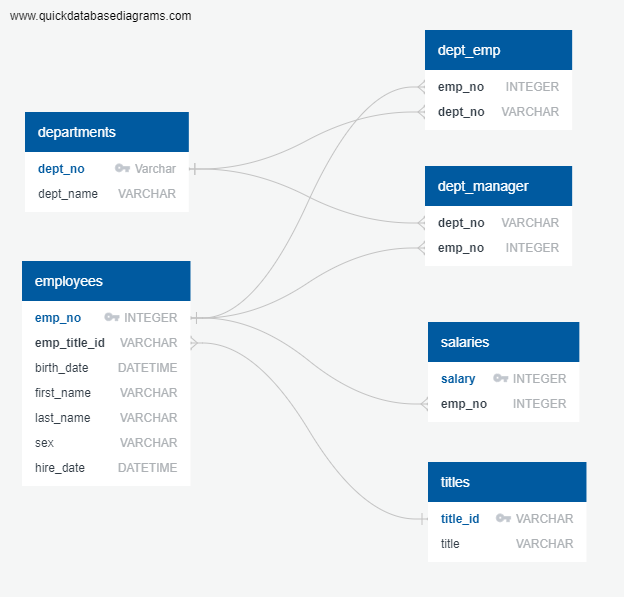 www.quickdatabasediagrams.com
departments
dept_no Varchar
dept_name VARCHAR
employees
emp_no INTEGER
emp_title_id VARCHAR
birth_date DATETIME
first_name VARCHAR
last_name VARCHAR
sex VARCHAR
hire_date DATETIME
dept_emp
emp_no INTEGER
dept_no VARCHAR
dept_manager
dept_no VARCHAR
emp_no INTEGER
salaries
salary INTEGER
emp_no INTEGER
titles
title_id VARCHAR
title VARCHAR